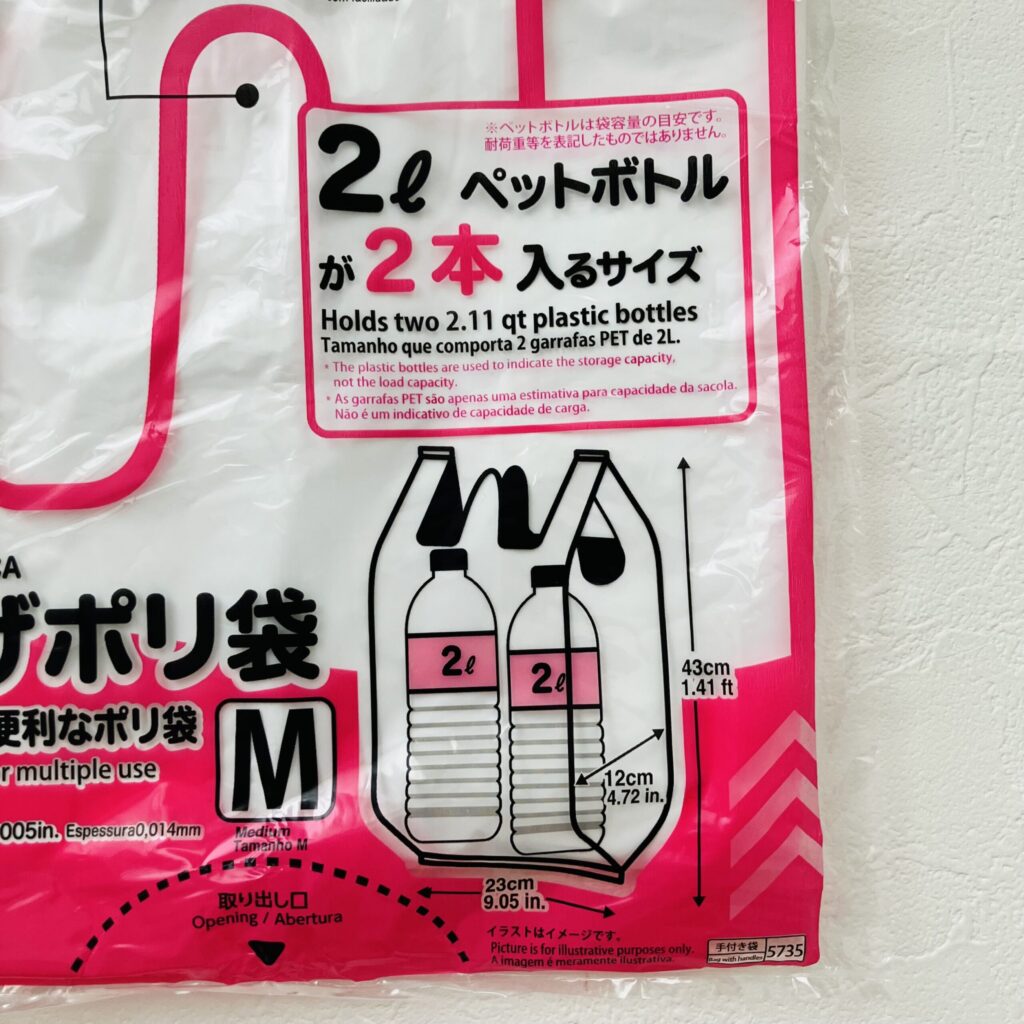 ※ペットボトルは袋容量の目安です。
耐荷重等を表記したものではありません。
2ℓ ペットボトル
が2本入るサイズ
Holds two 2.11 qt plastic bottles
Tamanho que comporta 2 garrafas PET de 2L.
* The plastic bottles are used to indicate the storage capacity,
not the load capacity.
* As garrafas PET são apenas uma estimativa para capacidade da sacola.
Não é um indicativo de capacidade de carga.
2ℓ
2ℓ
43cm
1.41 ft
12cm
4.72 in.
23cm
9.05 in.
ポリ袋
便利なポリ袋
multiple use
M
005in. Espessura0,014mm
Medium
Tamanho M
取り出し口
Opening / Abertura
イラストはイメージです。
Picture is for illustrative purposes only.
A imagem é meramente ilustrativa.
手付き袋
Bag with handles
5735